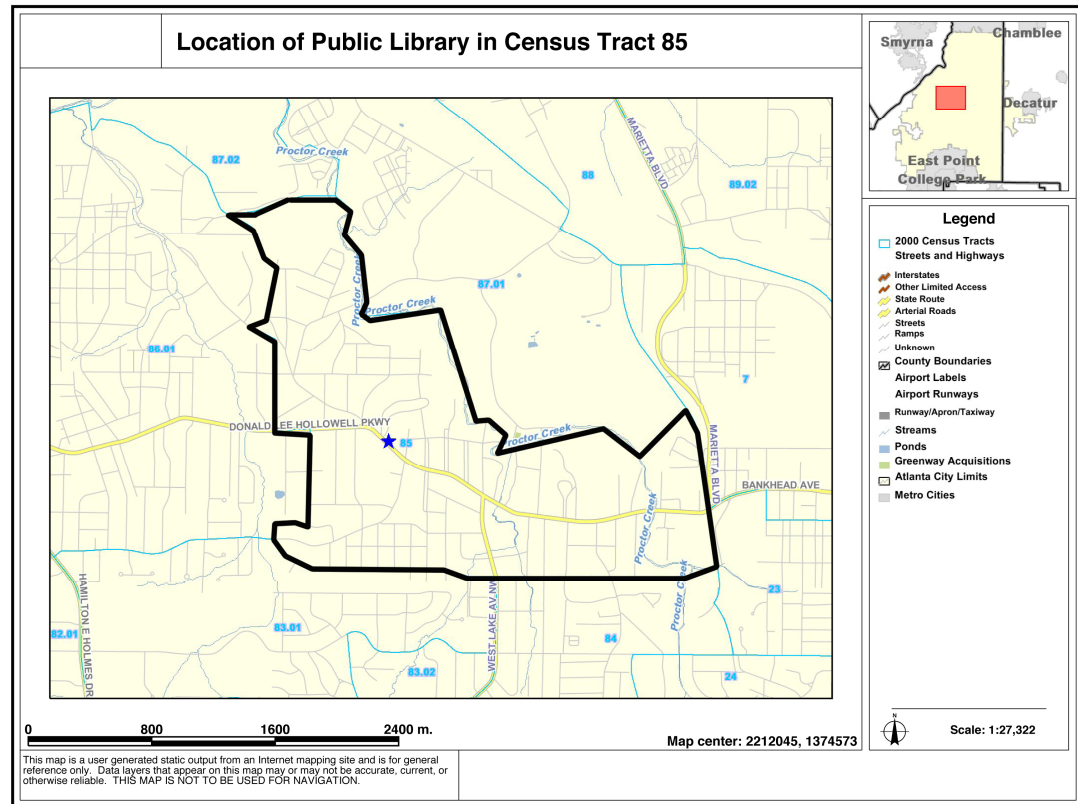 Location of Public Library in Census Tract 85
Smyrna
Chamblee
Decatur
East Point
College Park
Proctor Creek
87.02
88
MARIETTA BLVD
89.02
Proctor Creek
Proctor Creek
87.01
86.01
7
DONALD LEE HOLLOWELL PKWY
85
Proctor Creek
MARIETTA BLVD
BANKHEAD AVE
Proctor Creek
Proctor Creek
HAMILTON E HOLMES DR
82.01
83.01
83.02
WEST LAKE AV NW
84
23
24
Legend
2000 Census Tracts
Streets and Highways
Interstates
Other Limited Access
State Route
Arterial Roads
Streets
Ramps
Unknown
County Boundaries
Airport Labels
Airport Runways
Runway/Apron/Taxiway
Streams
Ponds
Greenway Acquisitions
Atlanta City Limits
Metro Cities
N
Scale: 1:27,322
0 800 1600 2400 m.
Map center: 2212045, 1374573
This map is a user generated static output from an Internet mapping site and is for general
reference only. Data layers that appear on this map may or may not be accurate, current, or
otherwise reliable. THIS MAP IS NOT TO BE USED FOR NAVIGATION.